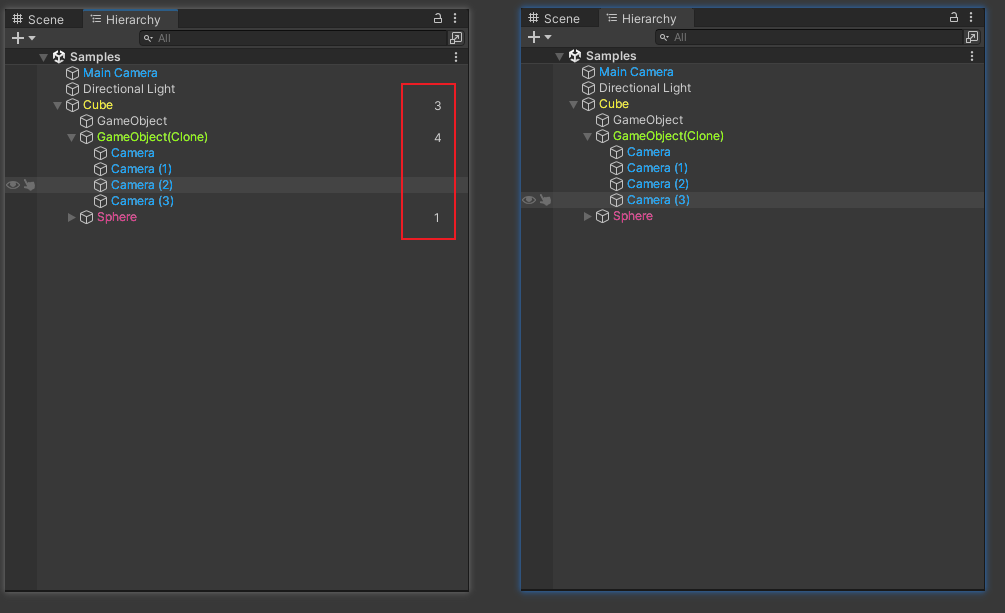 Scene Hierarchy
All
Samples
Main Camera
Directional Light
Cube 3
GameObject
GameObject(Clone) 4
Camera
Camera (1)
Camera (2)
Camera (3)
Sphere 1
Scene Hierarchy
All
Samples
Main Camera
Directional Light
Cube
GameObject
GameObject(Clone)
Camera
Camera (1)
Camera (2)
Camera (3)
Sphere